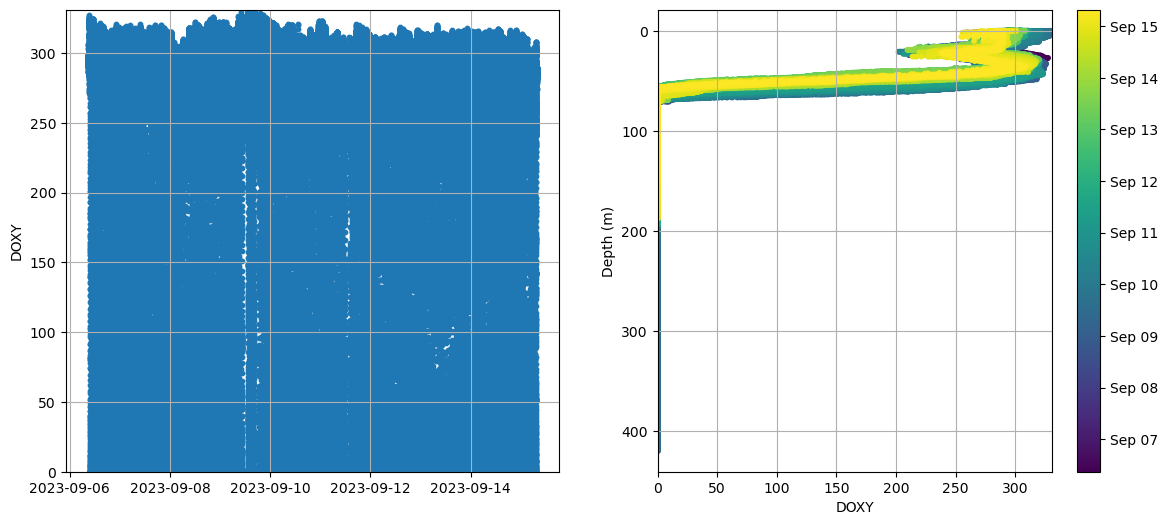 300
250
200
150
100
50
0
DOXY
2023-09-06 2023-09-08 2023-09-10 2023-09-12 2023-09-14
0
100
200
300
400
Depth (m)
0 50 100 150 200 250 300
DOXY
Sep 15
Sep 14
Sep 13
Sep 12
Sep 11
Sep 10
Sep 09
Sep 08
Sep 07